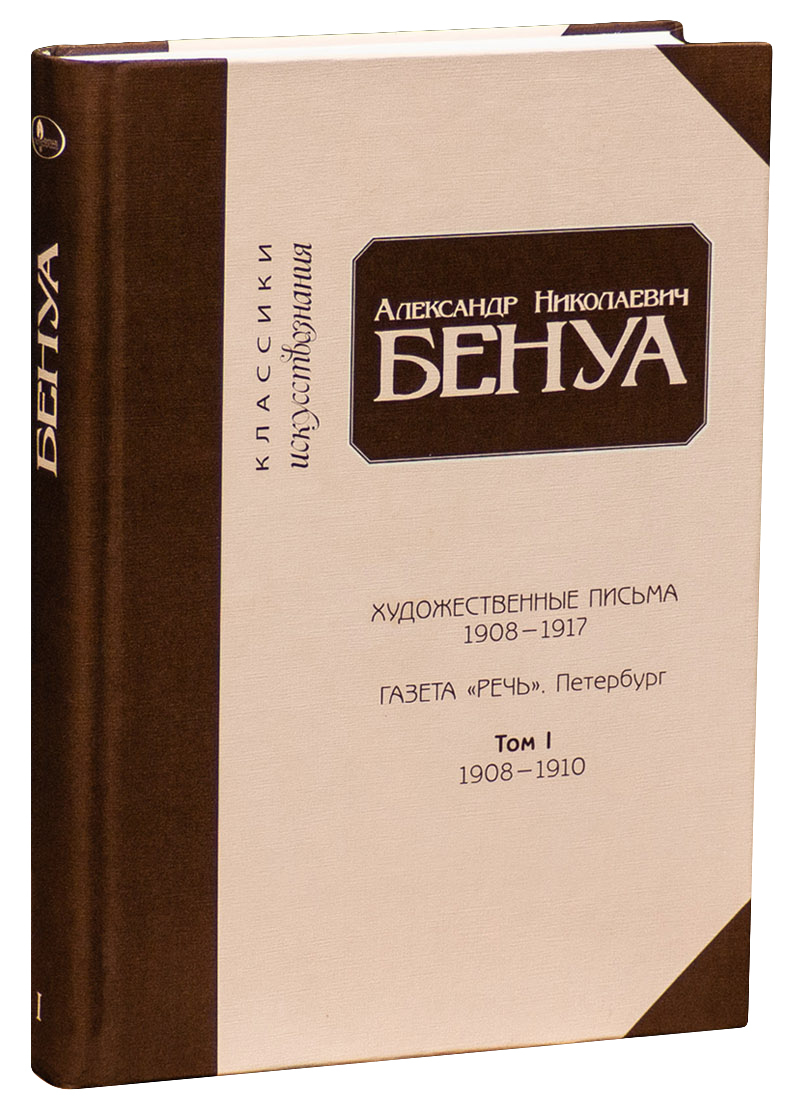 БЕНУА
I
КЛАССИКИ
искусствознания
Александр Николаевич
БЕНУА
ХУДОЖЕСТВЕННЫЕ ПИСЬМА
1908–1917
ГАЗЕТА «РЕЧЬ». Петербург
Том I
1908–1910